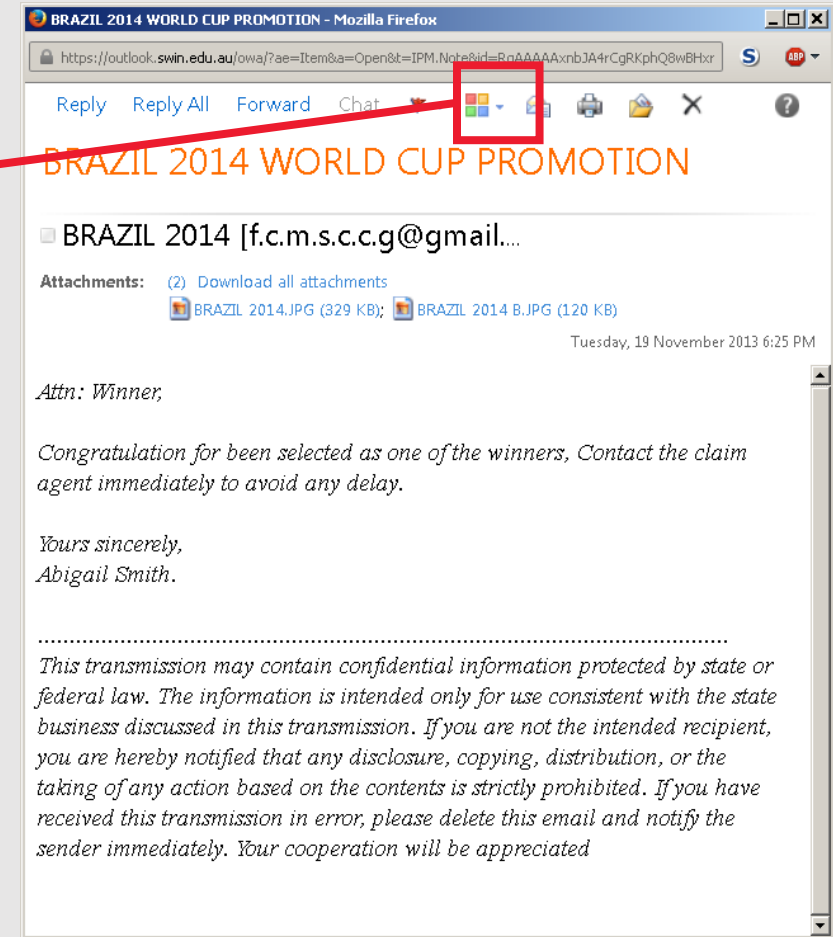 BRAZIL 2014 WORLD CUP PROMOTION - Mozilla Firefox
https://outlook.swin.edu.au/owa/?ae=Item&a=Open&t=IPM.Note&id=RgAAAAAxnbJA4rCgRKphQ8wBHxr S ABP
Reply Reply All Forward Chat
BRAZIL 2014 WORLD CUP PROMOTION
BRAZIL 2014 [f.c.m.s.c.c.g@gmail....
Attachments: (2) Download all attachments
BRAZIL 2014.JPG (329 KB); BRAZIL 2014 B.JPG (120 KB)
Tuesday, 19 November 2013 6:25 PM
Attn: Winner,
Congratulation for been selected as one of the winners, Contact the claim
agent immediately to avoid any delay.
Yours sincerely,
Abigail Smith.
This transmission may contain confidential information protected by state or
federal law. The information is intended only for use consistent with the state
business discussed in this transmission. If you are not the intended recipient,
you are hereby notified that any disclosure, copying, distribution, or the
taking of any action based on the contents is strictly prohibited. If you have
received this transmission in error, please delete this email and notify the
sender immediately. Your cooperation will be appreciated